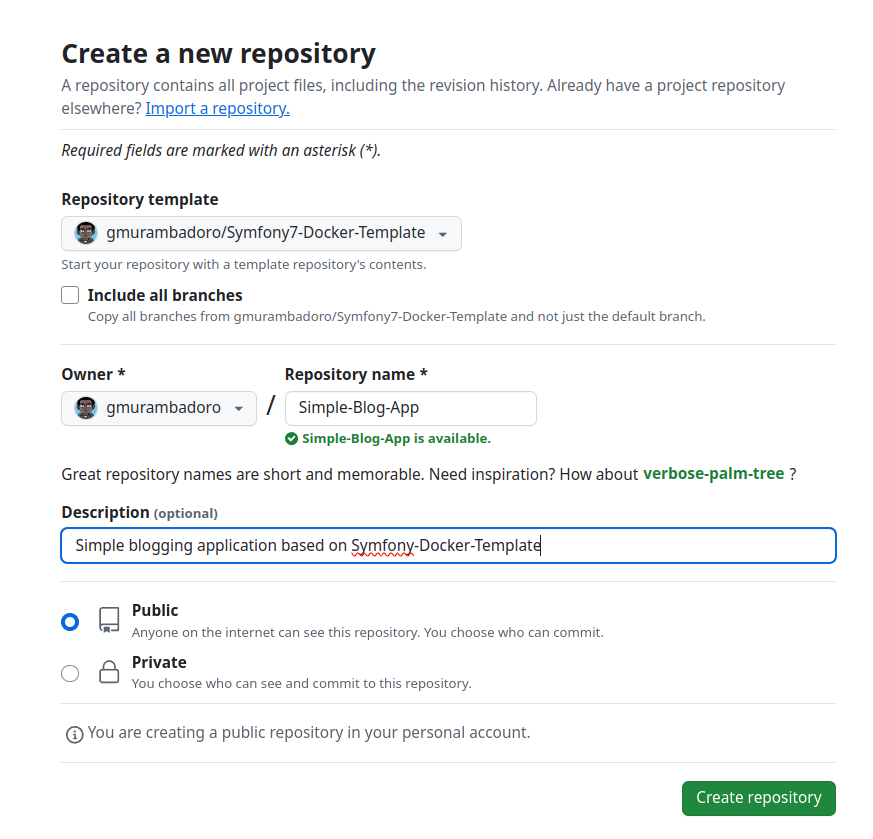 Create a new repository
A repository contains all project files, including the revision history. Already have a project repository
elsewhere? Import a repository.
Required fields are marked with an asterisk (*).
Repository template
gmurambadoro/Symfony7-Docker-Template
Start your repository with a template repository's contents.
Include all branches
Copy all branches from gmurambadoro/Symfony7-Docker-Template and not just the default branch.
Owner *
Repository name *
gmurambadoro
/
Simple-Blog-App
Simple-Blog-App is available.
Great repository names are short and memorable. Need inspiration? How about verbose-palm-tree ?
Description (optional)
Simple blogging application based on Symfony-Docker-Template
Public
Anyone on the internet can see this repository. You choose who can commit.
Private
You choose who can see and commit to this repository.
You are creating a public repository in your personal account.
Create repository